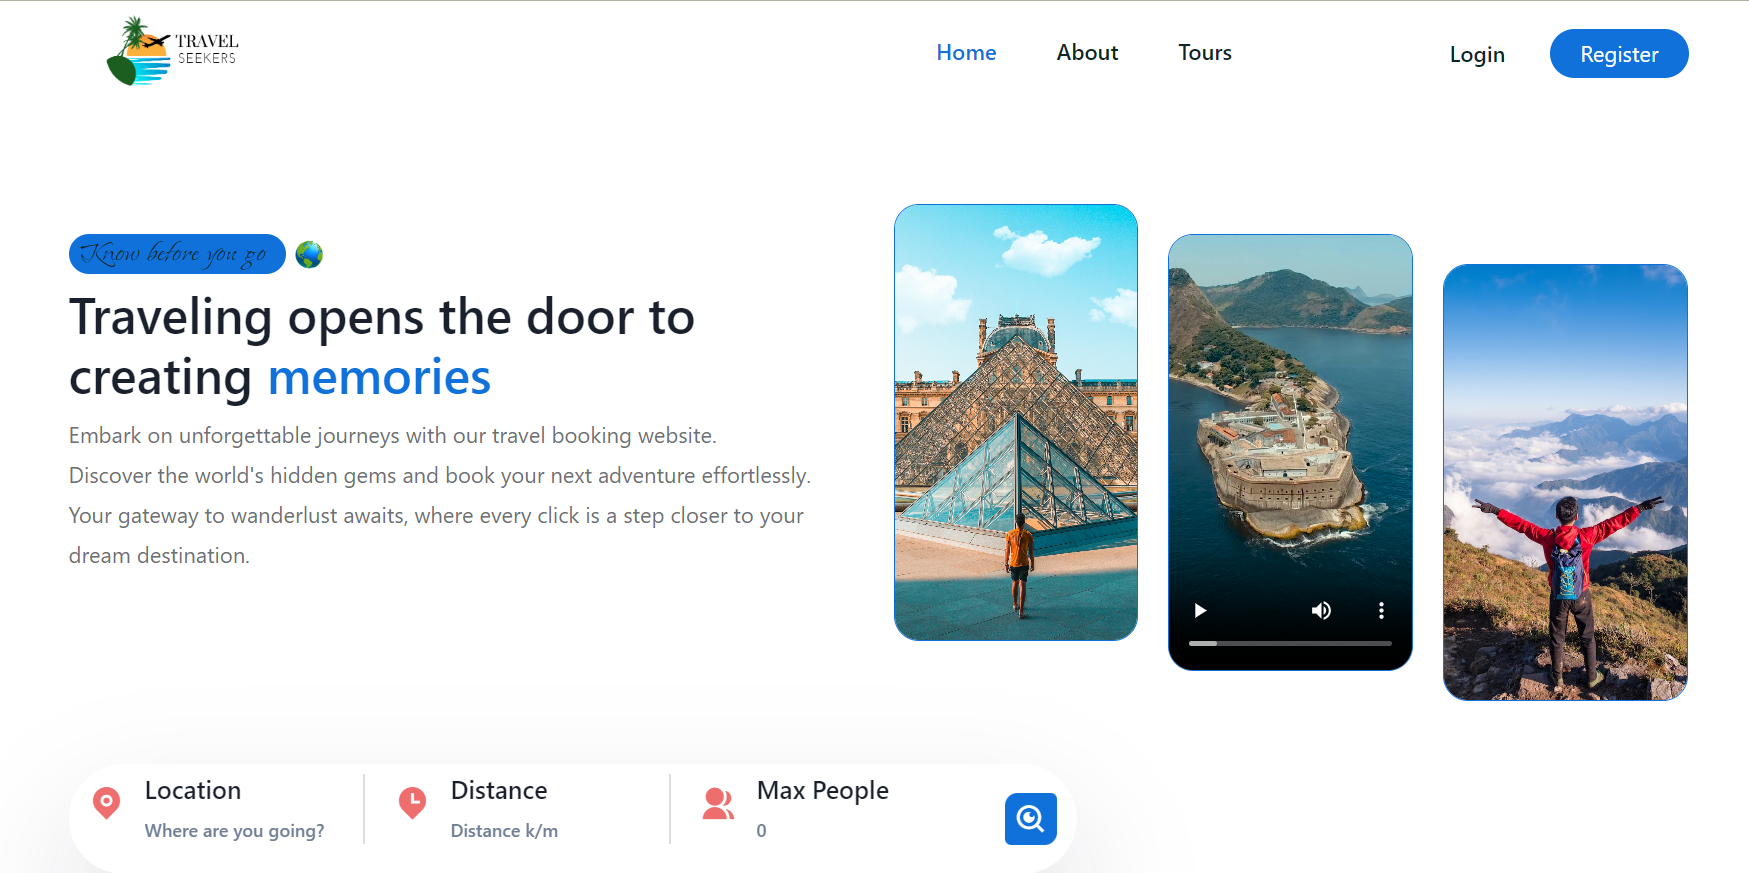 TRAVEL
SEEKERS
Home About Tours Login Register
Know before you go
Traveling opens the door to
creating memories
Embark on unforgettable journeys with our travel booking website.
Discover the world's hidden gems and book your next adventure effortlessly.
Your gateway to wanderlust awaits, where every click is a step closer to your
dream destination.
Location
Where are you going?
Distance
Distance k/m
Max People
0